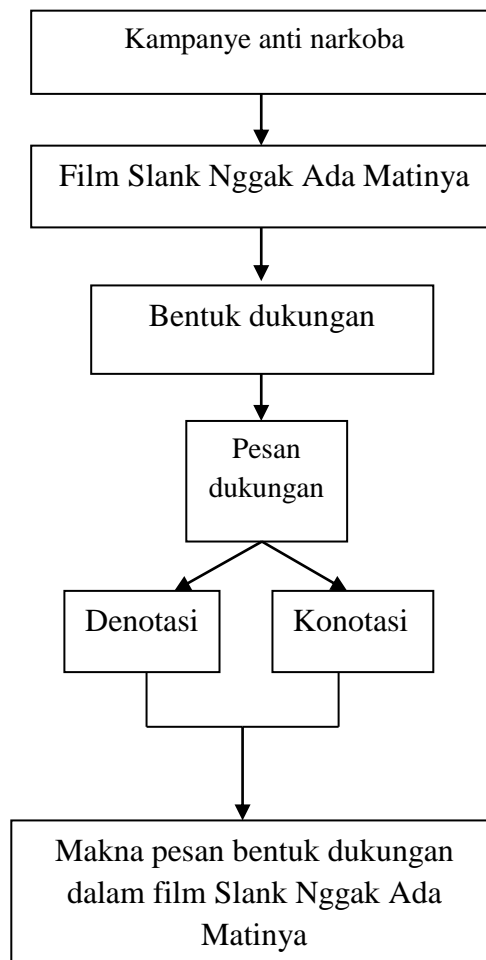 Kampanye anti narkoba
Film Slank Nggak Ada Matinya
Bentuk dukungan
Pesan
dukungan
Denotasi
Konotasi
Makna pesan bentuk dukungan
dalam film Slank Nggak Ada
Matinya